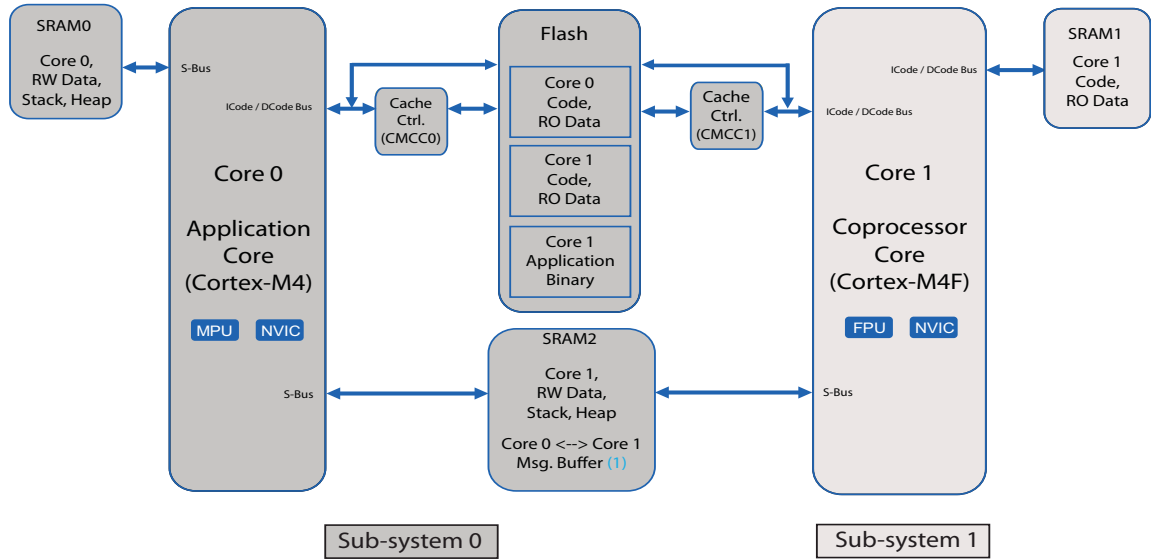 SRAM0
Core 0,
RW Data,
Stack, Heap
S-Bus
ICode / DCode Bus
Core 0
Application
Core
(Cortex-M4)
MPU
NVIC
S-Bus
Cache
Ctrl.
(CMCC0)
Flash
Core 0
Code,
RO Data
Core 1
Code,
RO Data
Core 1
Application
Binary
SRAM2
Core 1,
RW Data,
Stack, Heap
Core 0 <--> Core 1
Msg. Buffer (1)
Cache
Ctrl.
(CMCC1)
ICode / DCode Bus
ICode / DCode Bus
Core 1
Coprocessor
Core
(Cortex-M4F)
FPU
NVIC
S-Bus
SRAM1
Core 1
Code,
RO Data
Sub-system 0
Sub-system 1